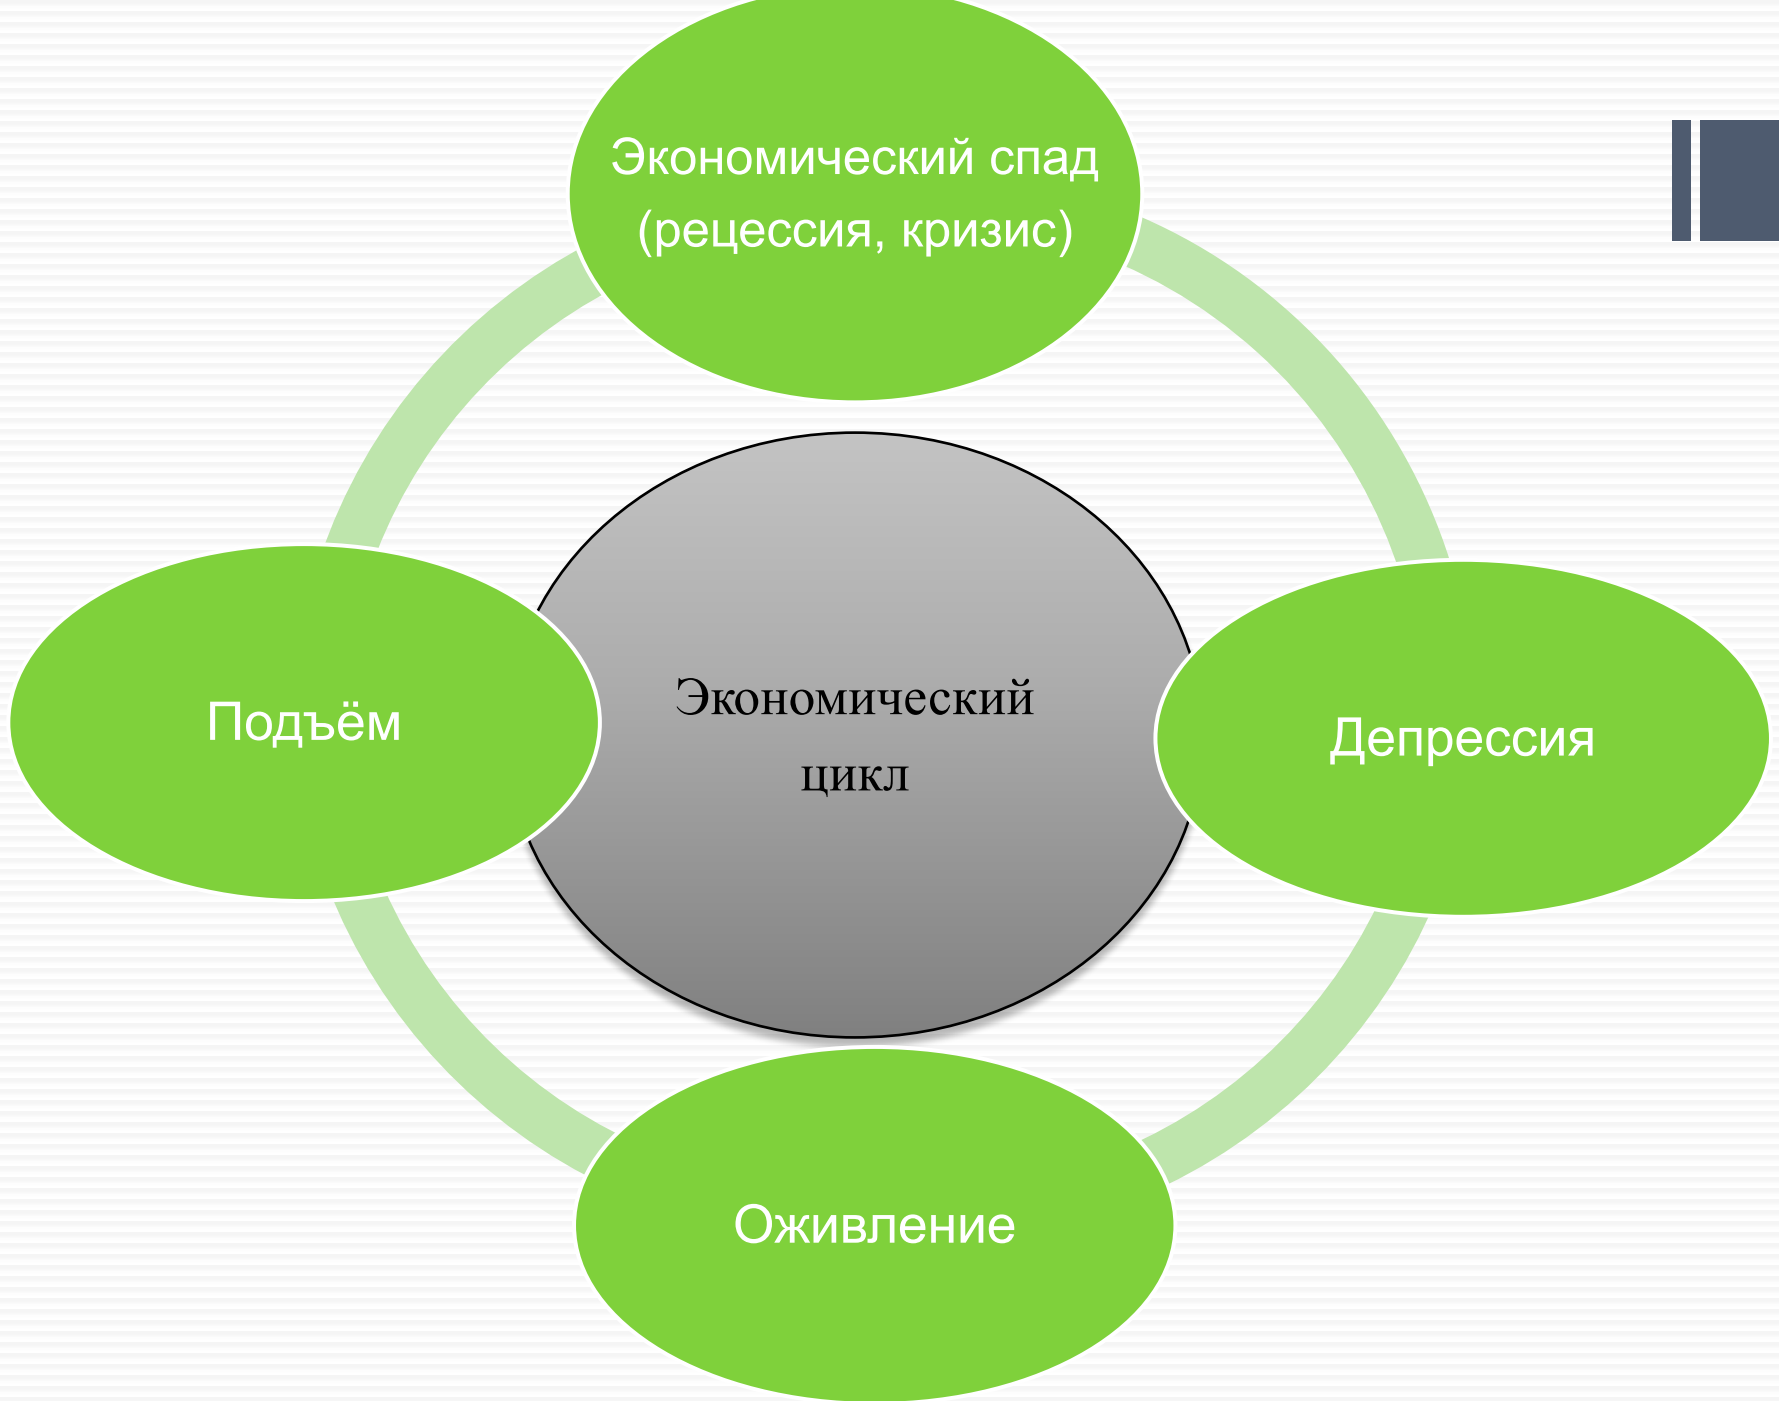 Экономический спад
(рецессия, кризис)
Подъём
Экономический
цикл
Депрессия
Оживление